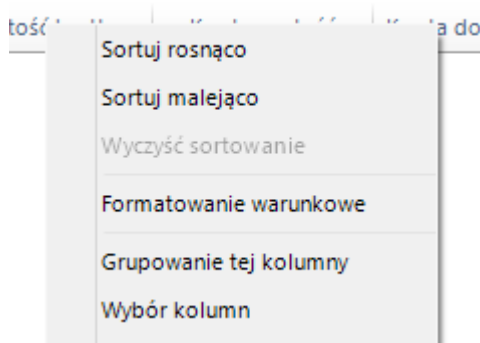 Sortuj rosnąco
Sortuj malejąco
Wyczyść sortowanie
Formatowanie warunkowe
Grupowanie tej kolumny
Wybór kolumn